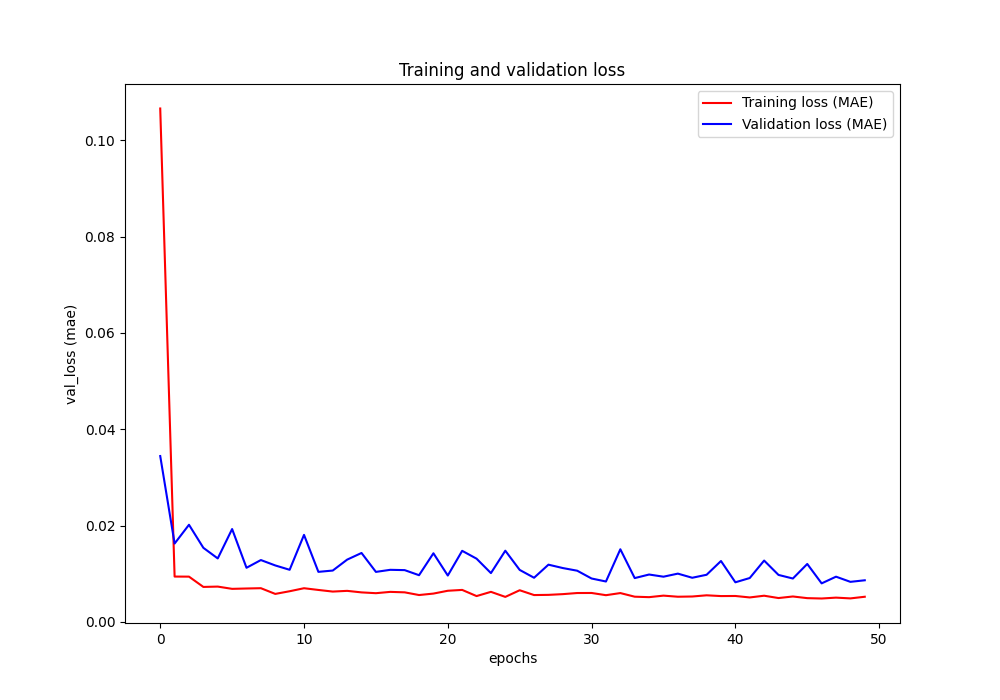 Training and validation loss
Training loss (MAE)
Validation loss (MAE)
val_loss (mae)
0.10
0.08
0.06
0.04
0.02
0.00
0
10
20
30
40
50
epochs